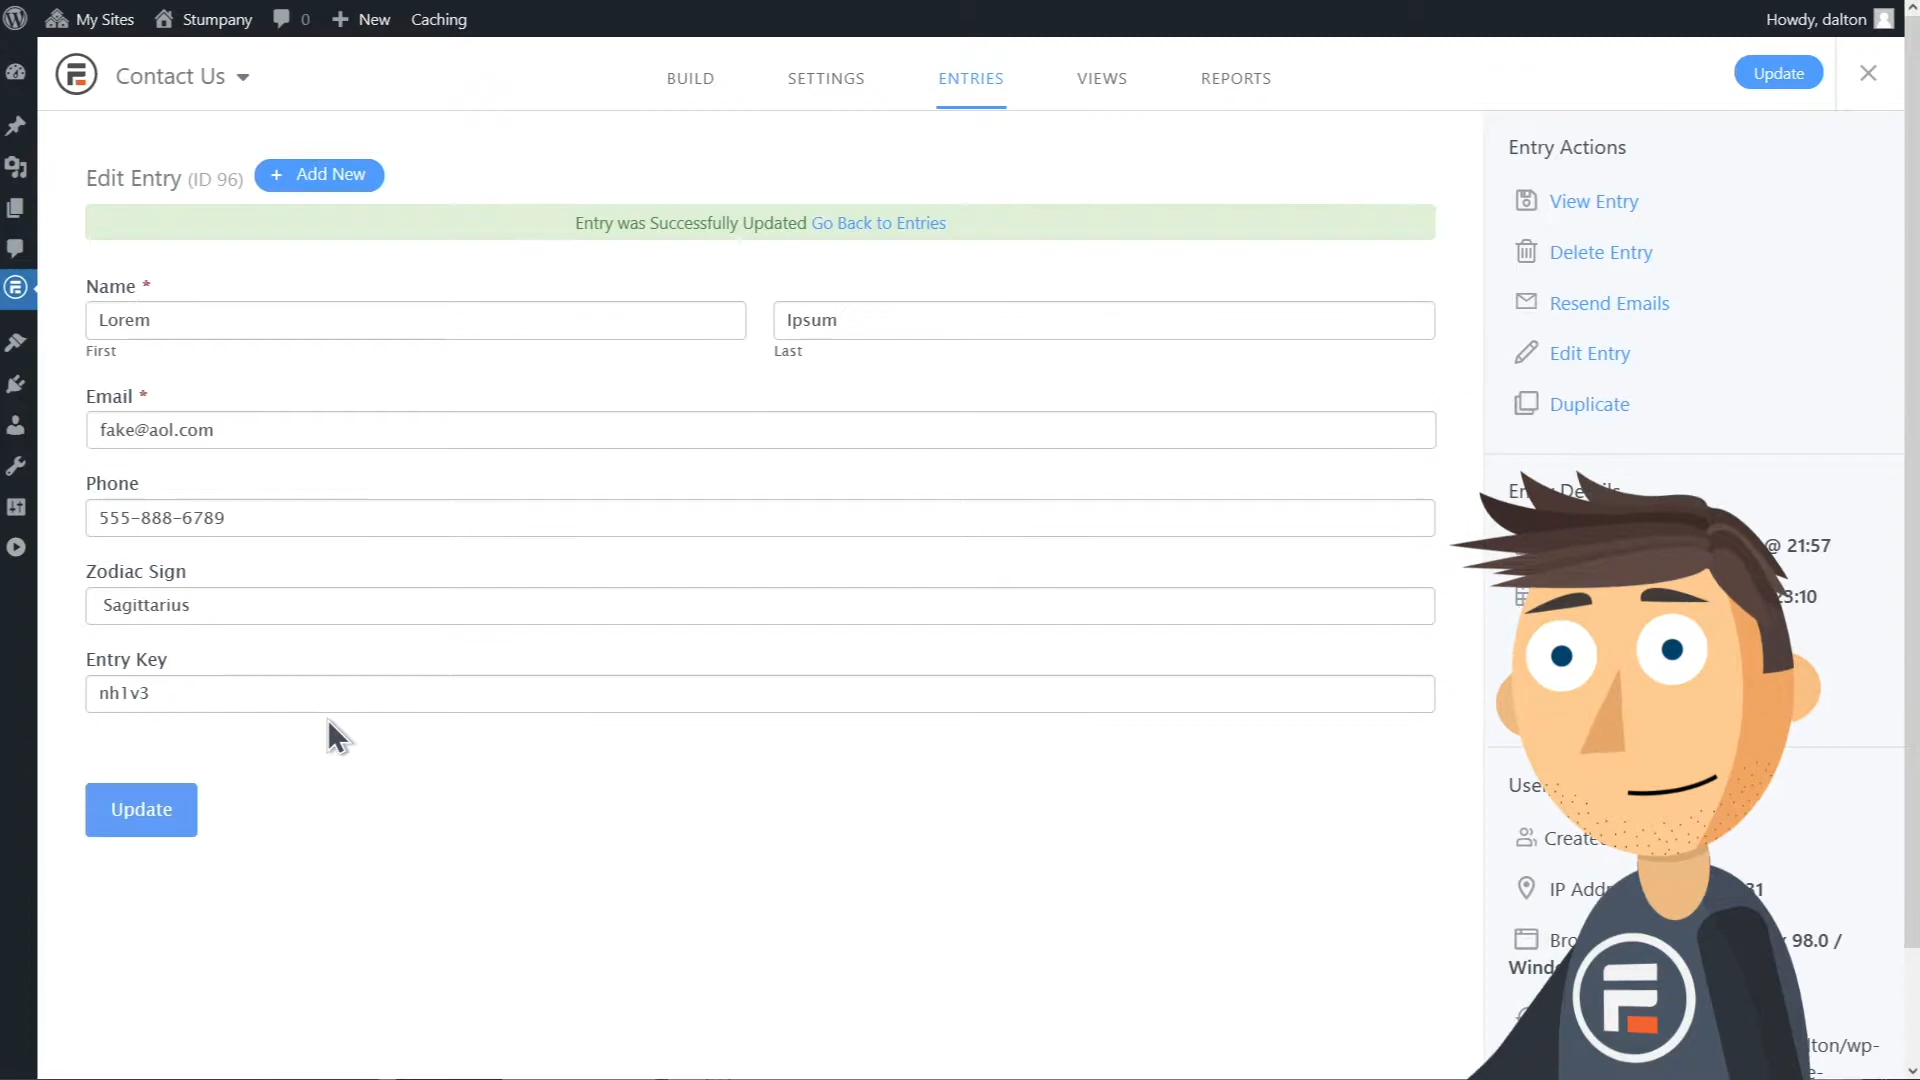 My Sites Stumpany 0 New Caching Howdy, dalton
Contact Us BUILD SETTINGS ENTRIES VIEWS REPORTS Update
Edit Entry (ID 96) + Add New
Entry was Successfully Updated Go Back to Entries
Name *
Lorem Ipsum
First Last
Email *
fake@aol.com
Phone
555-888-6789
Zodiac Sign
Sagittarius
Entry Key
nh1v3
Update
Entry Actions
View Entry
Delete Entry
Resend Emails
Edit Entry
Duplicate
@ 21:57
23:10
IP
98.0 /